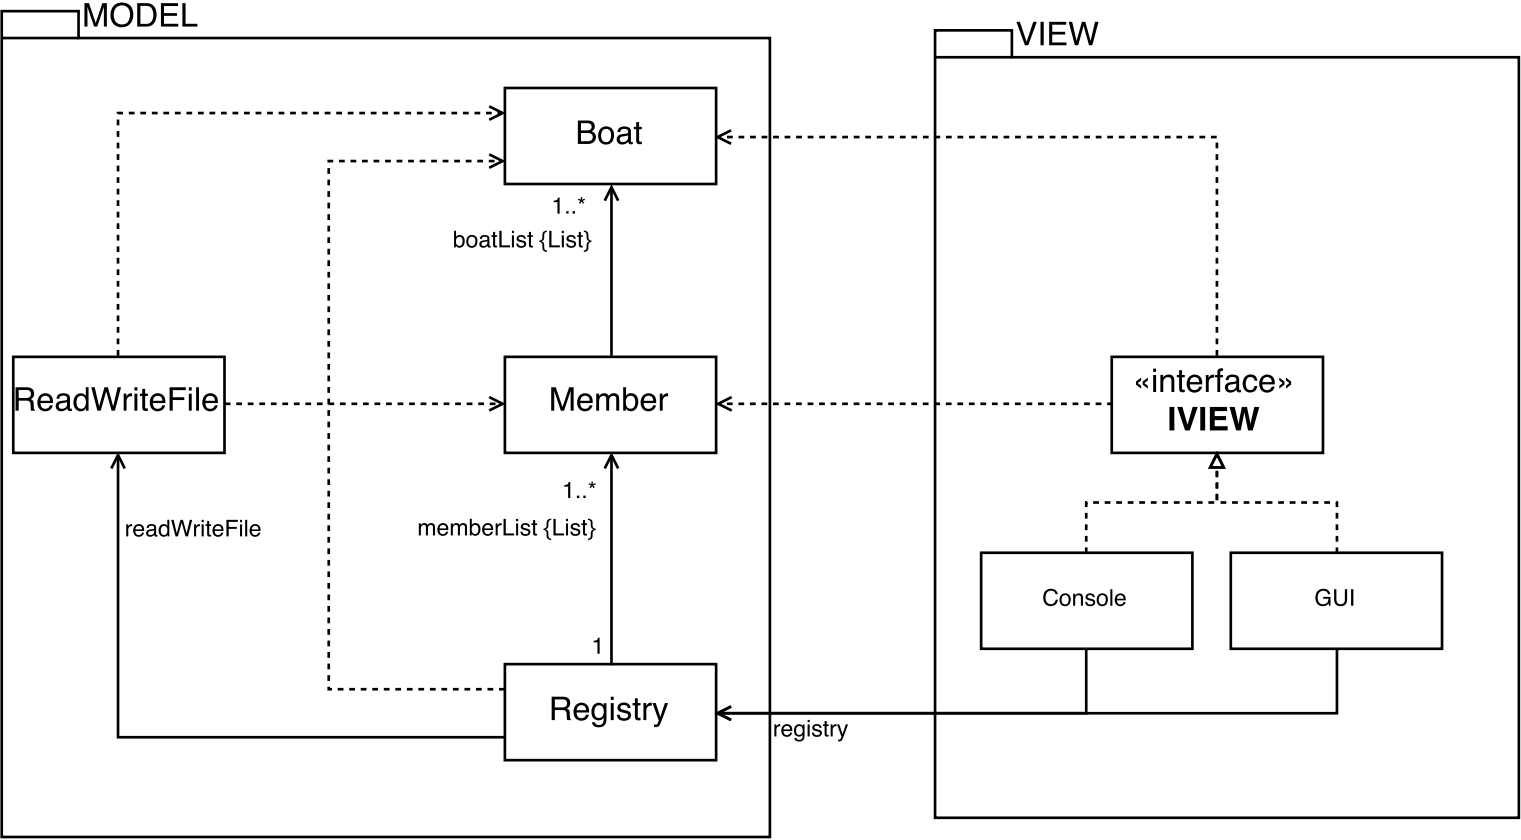 MODEL
VIEW
Boat
1..*
boatList {List}
ReadWriteFile
Member
«interface»
IVIEW
1..*
readWriteFile
memberList {List}
Console
GUI
1
Registry
registry